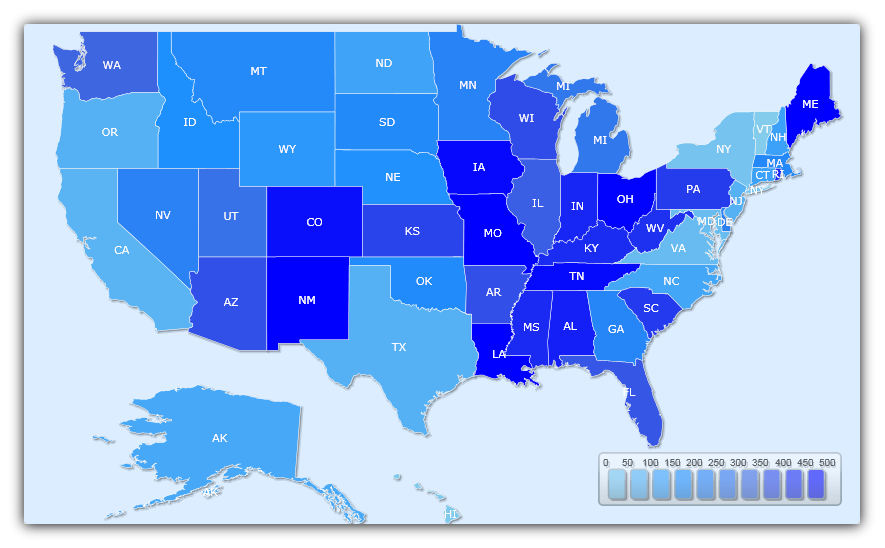 WA
MT
ND
MN
MI
ME
OR
ID
SD
WI
MI
NY
VT
NH
WY
NE
IA
MA
CT
RI
NV
UT
CO
KS
MO
IL
IN
OH
PA
NJ
NY
CA
KY
WV
MD
DE
VA
AZ
NM
OK
AR
TN
NC
TX
LA
MS
AL
GA
SC
FL
AK
AK
HI
0 50 100 150 200 250 300 350 400 450 500